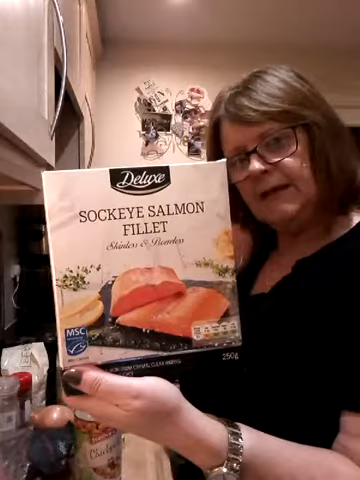 Deluxe
SOCKEYE SALMON
FILLET
Skinless & Boneless
MSC
250g